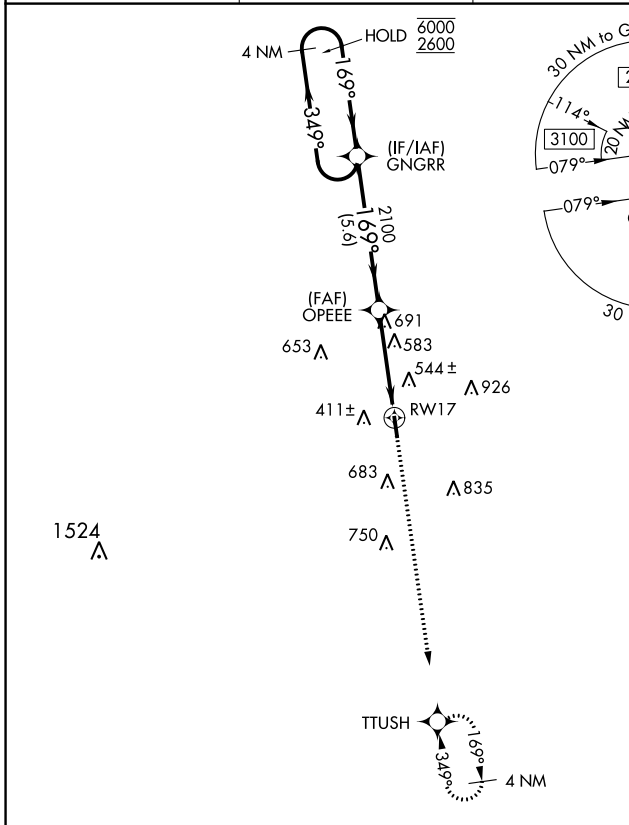 HOLD 6000
2600
4 NM
169°
349°
(IF/IAF)
GNGRR
2100
169°
(5.6)
(FAF)
OPEEE
691
583
653
544 ±
926
411±
RW17
683
835
750
1524
TTUSH
169°
349°
4 NM
30 NM to G
114°
3100
20 N
079°
079°
30